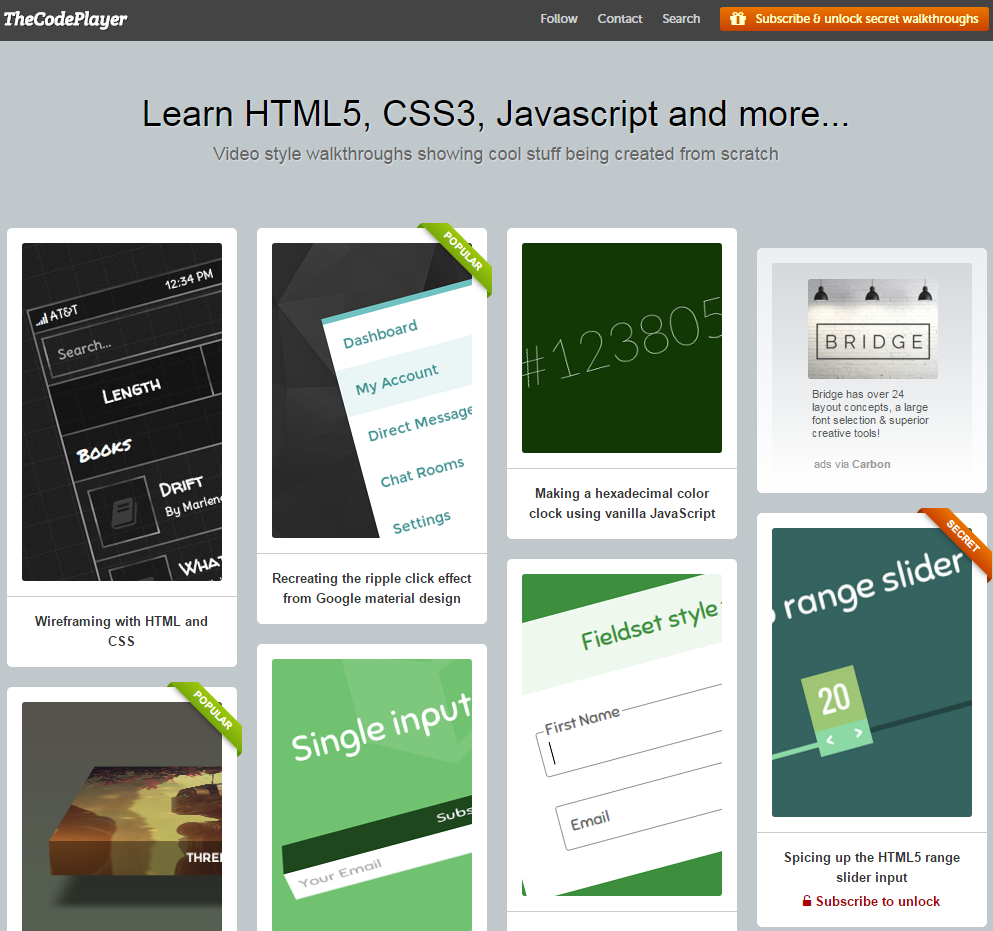 TheCodePlayer
Follow
Contact
Search
Subscribe & unlock secret walkthroughs
Learn HTML5, CSS3, Javascript and more...
Video style walkthroughs showing cool stuff being created from scratch
AT&T
12:34 PM
Search...
LENGTH
BOOKS
DRIFT
By Marlene
WHAT
Wireframing with HTML and
CSS
POPULAR
THREE
POPULAR
Dashboard
My Account
Direct Message
Chat Rooms
Settings
Recreating the ripple click effect
from Google material design
Single input
Subs
Your Email
#123805
Making a hexadecimal color
clock using vanilla JavaScript
Fieldset style
First Name
Email
BRIDGE
Bridge has over 24
layout concepts, a large
font selection & superior
creative tools!
ads via Carbon
SECRET
range slider
20
< >
Spicing up the HTML5 range
slider input
Subscribe to unlock